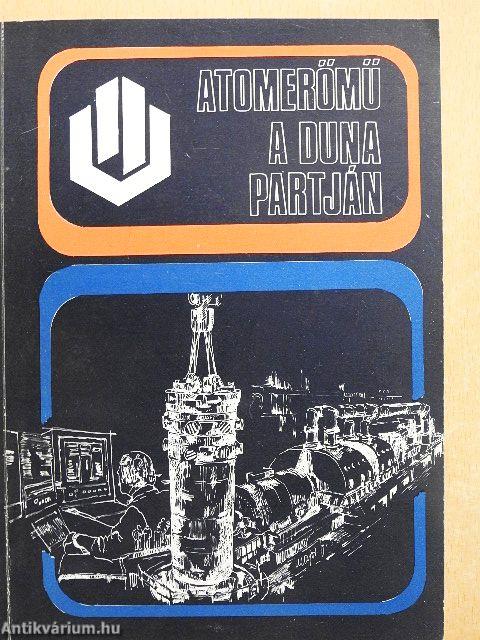 ATOMERŐMŰ
A DUNA
PARTJÁN
Antikvárium.hu